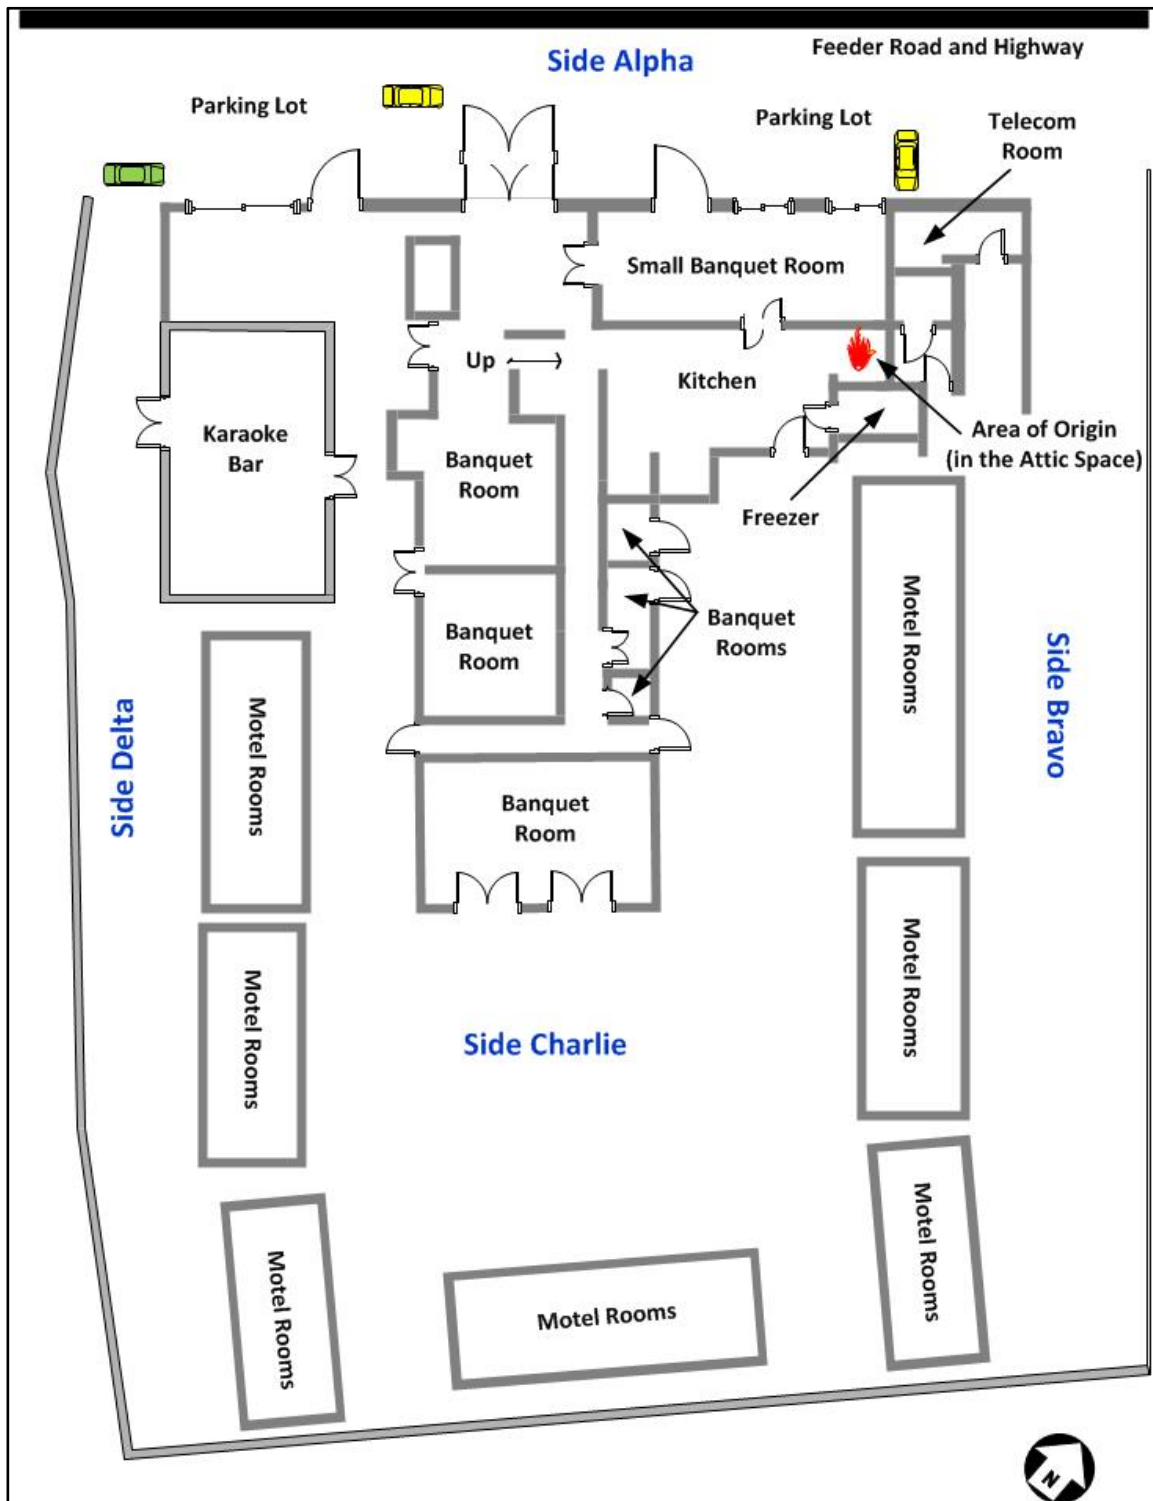 Feeder Road and Highway
Side Alpha
Parking Lot
Parking Lot
Telecom
Room
Small Banquet Room
Up
Kitchen
Karaoke
Bar
Banquet
Room
Area of Origin
(in the Attic Space)
Freezer
Banquet
Room
Banquet
Rooms
Motel Rooms
Side Bravo
Side Delta
Motel Rooms
Banquet
Room
Motel Rooms
Motel Rooms
Side Charlie
Motel Rooms
Motel Rooms
Motel Rooms
N